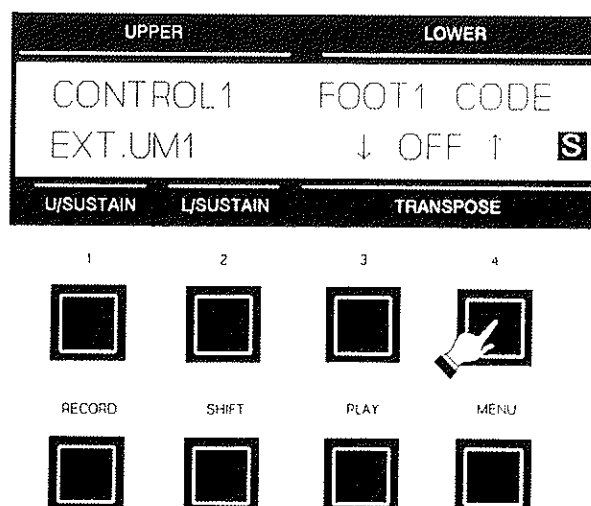 UPPER LOWER
CONTROL1 FOOT1 CODE
EXT.UM1 ↓ OFF ↑ S
U/SUSTAIN L/SUSTAIN TRANSPOSE
1 2 3 4
RECORD SHIFT PLAY MENU